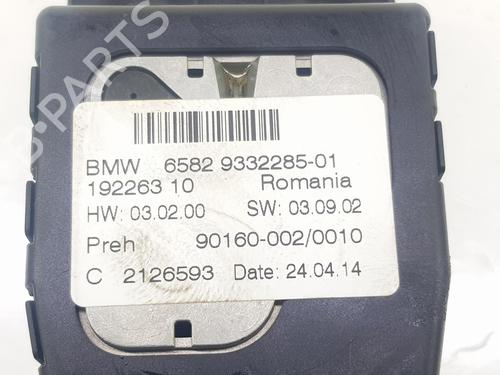 B-PARTS
BMW 6582 9332285-01
192263 10 Romania
HW: 03.02.00 SW: 03.09.02
Preh 90160-002/0010
C 2126593 Date: 24.04.14